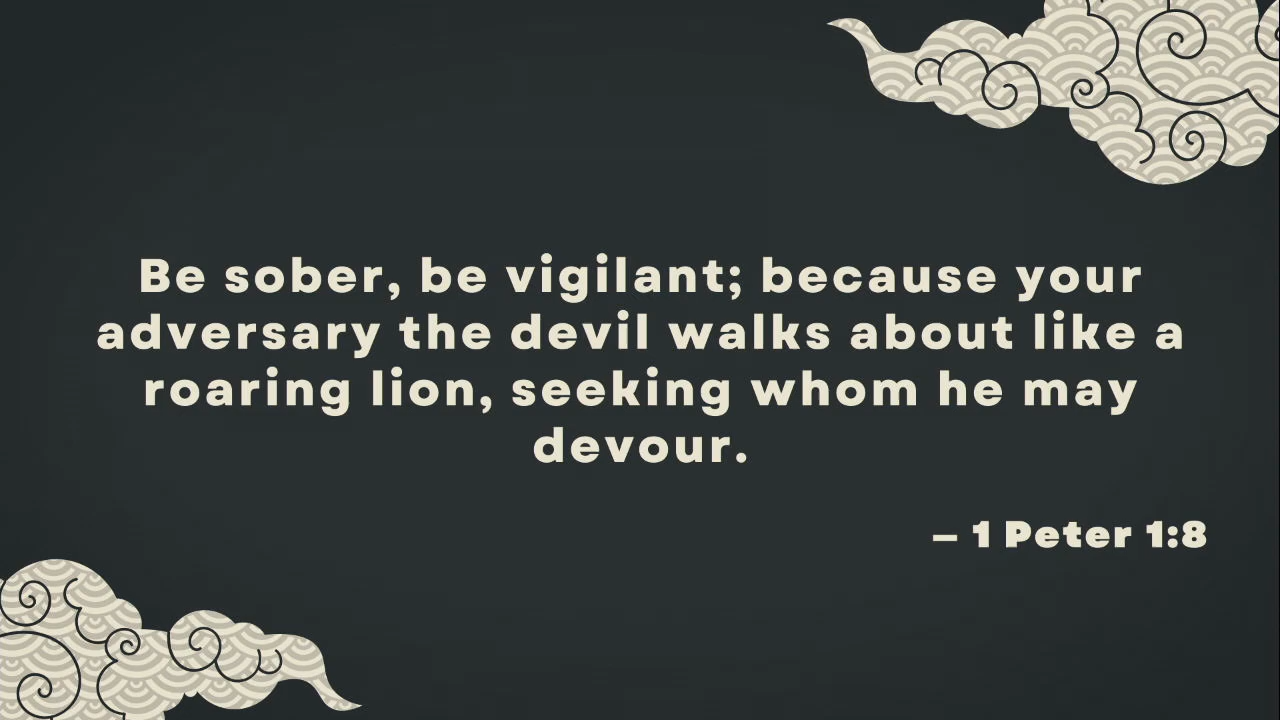 Be sober, be vigilant; because your
adversary the devil walks about like a
roaring lion, seeking whom he may
devour.
– 1 Peter 1:8